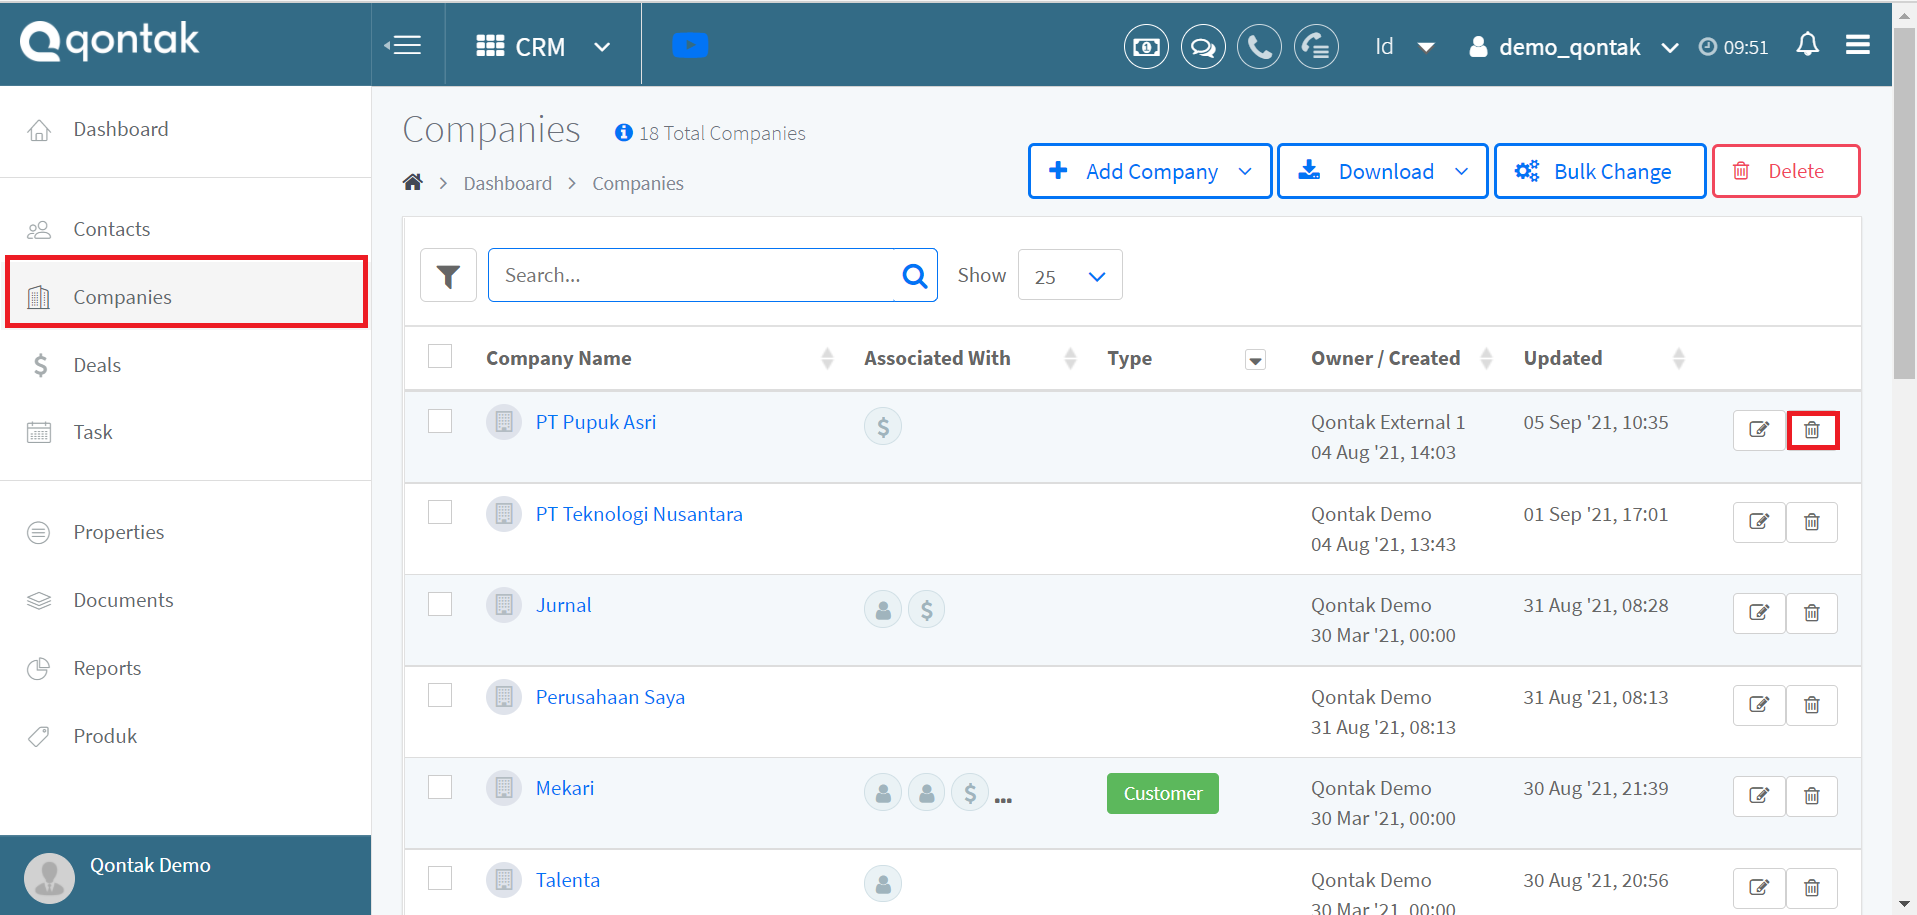 qontak
CRM
Id
demo_qontak
09:51
Dashboard
Contacts
Companies
Deals
Task
Properties
Documents
Reports
Produk
Qontak Demo
Companies
18 Total Companies
Dashboard
Companies
Add Company
Download
Bulk Change
Delete
Search...
Show
25
Company Name
Associated With
Type
Owner / Created
Updated
PT Pupuk Asri
Qontak External 1
05 Sep '21, 10:35
04 Aug '21, 14:03
PT Teknologi Nusantara
Qontak Demo
01 Sep '21, 17:01
04 Aug '21, 13:43
Jurnal
Qontak Demo
31 Aug '21, 08:28
30 Mar '21, 00:00
Perusahaan Saya
Qontak Demo
31 Aug '21, 08:13
31 Aug '21, 08:13
Mekari
...
Customer
Qontak Demo
30 Aug '21, 21:39
30 Mar '21, 00:00
Talenta
Qontak Demo
30 Aug '21, 20:56
30 Mar '21, 00:00